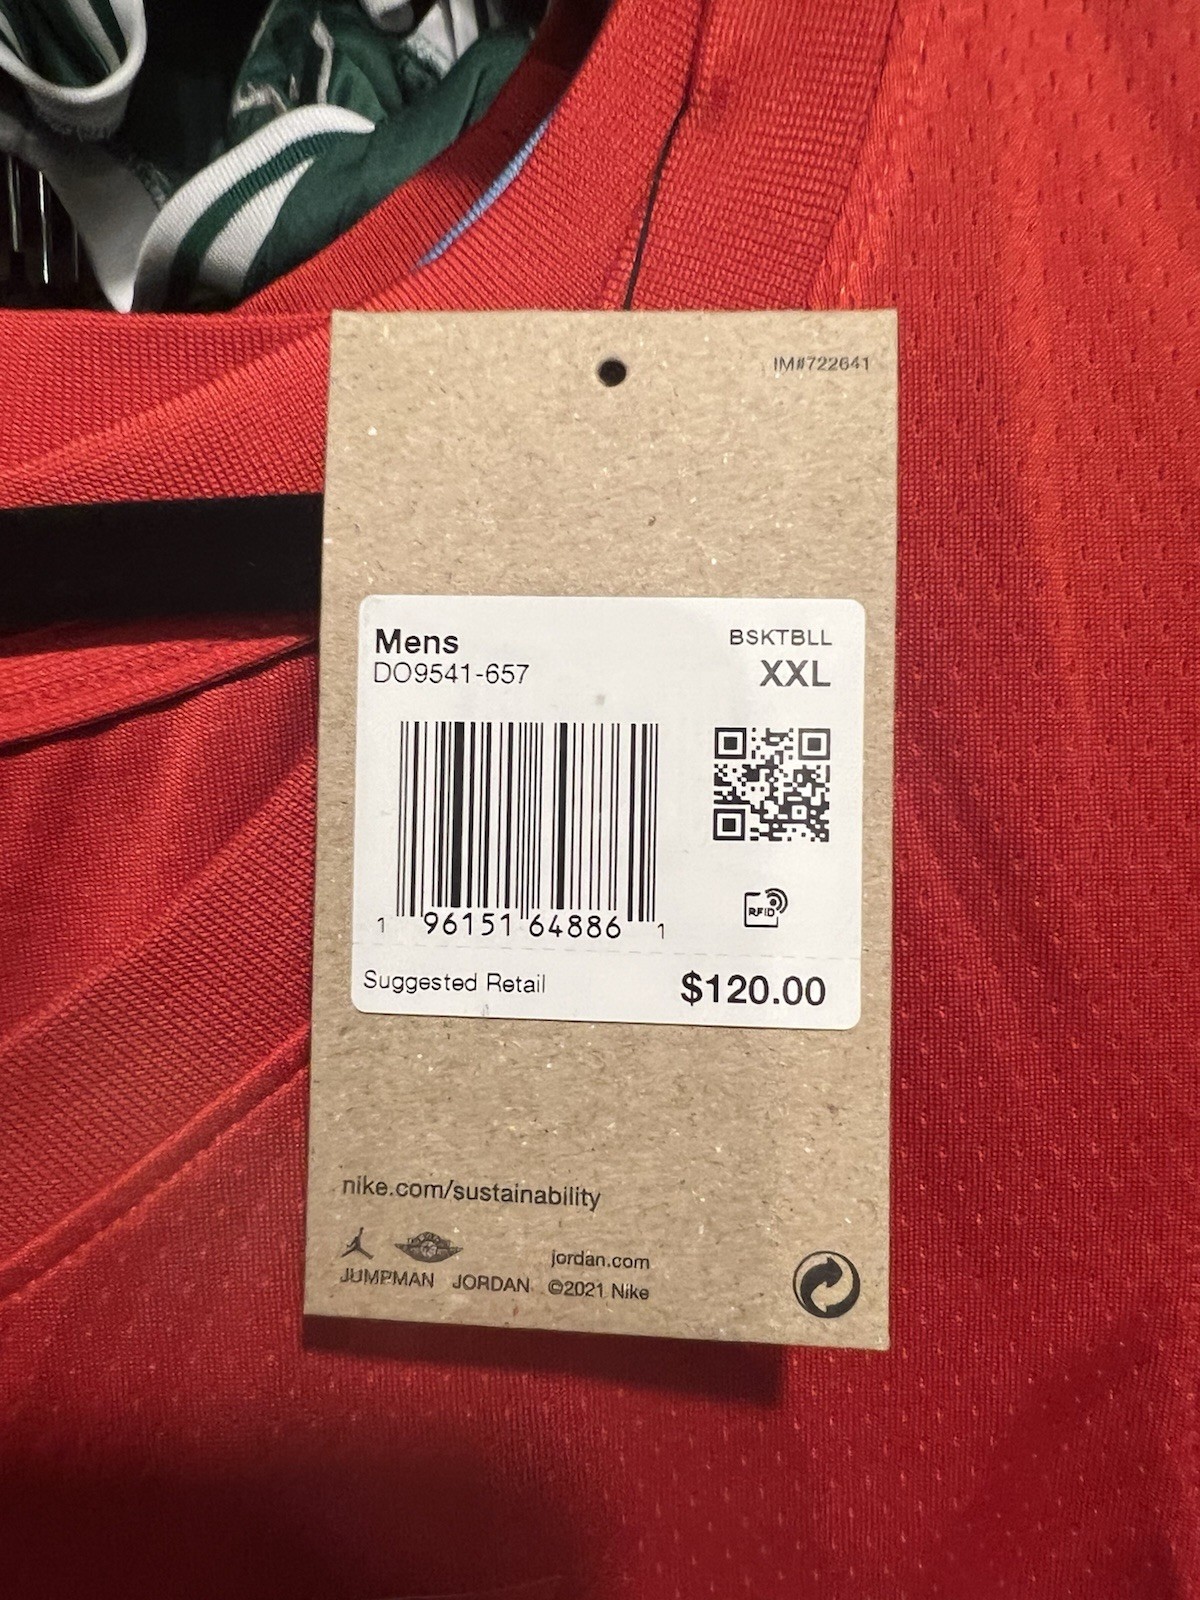 IM#722641
Mens
BSKTBLL
DO9541-657
XXL
RFID
1 96151 64886 1
Suggested Retail
$120.00
nike.com/sustainability
jordan.com
JUMPMAN JORDAN ©2021 Nike